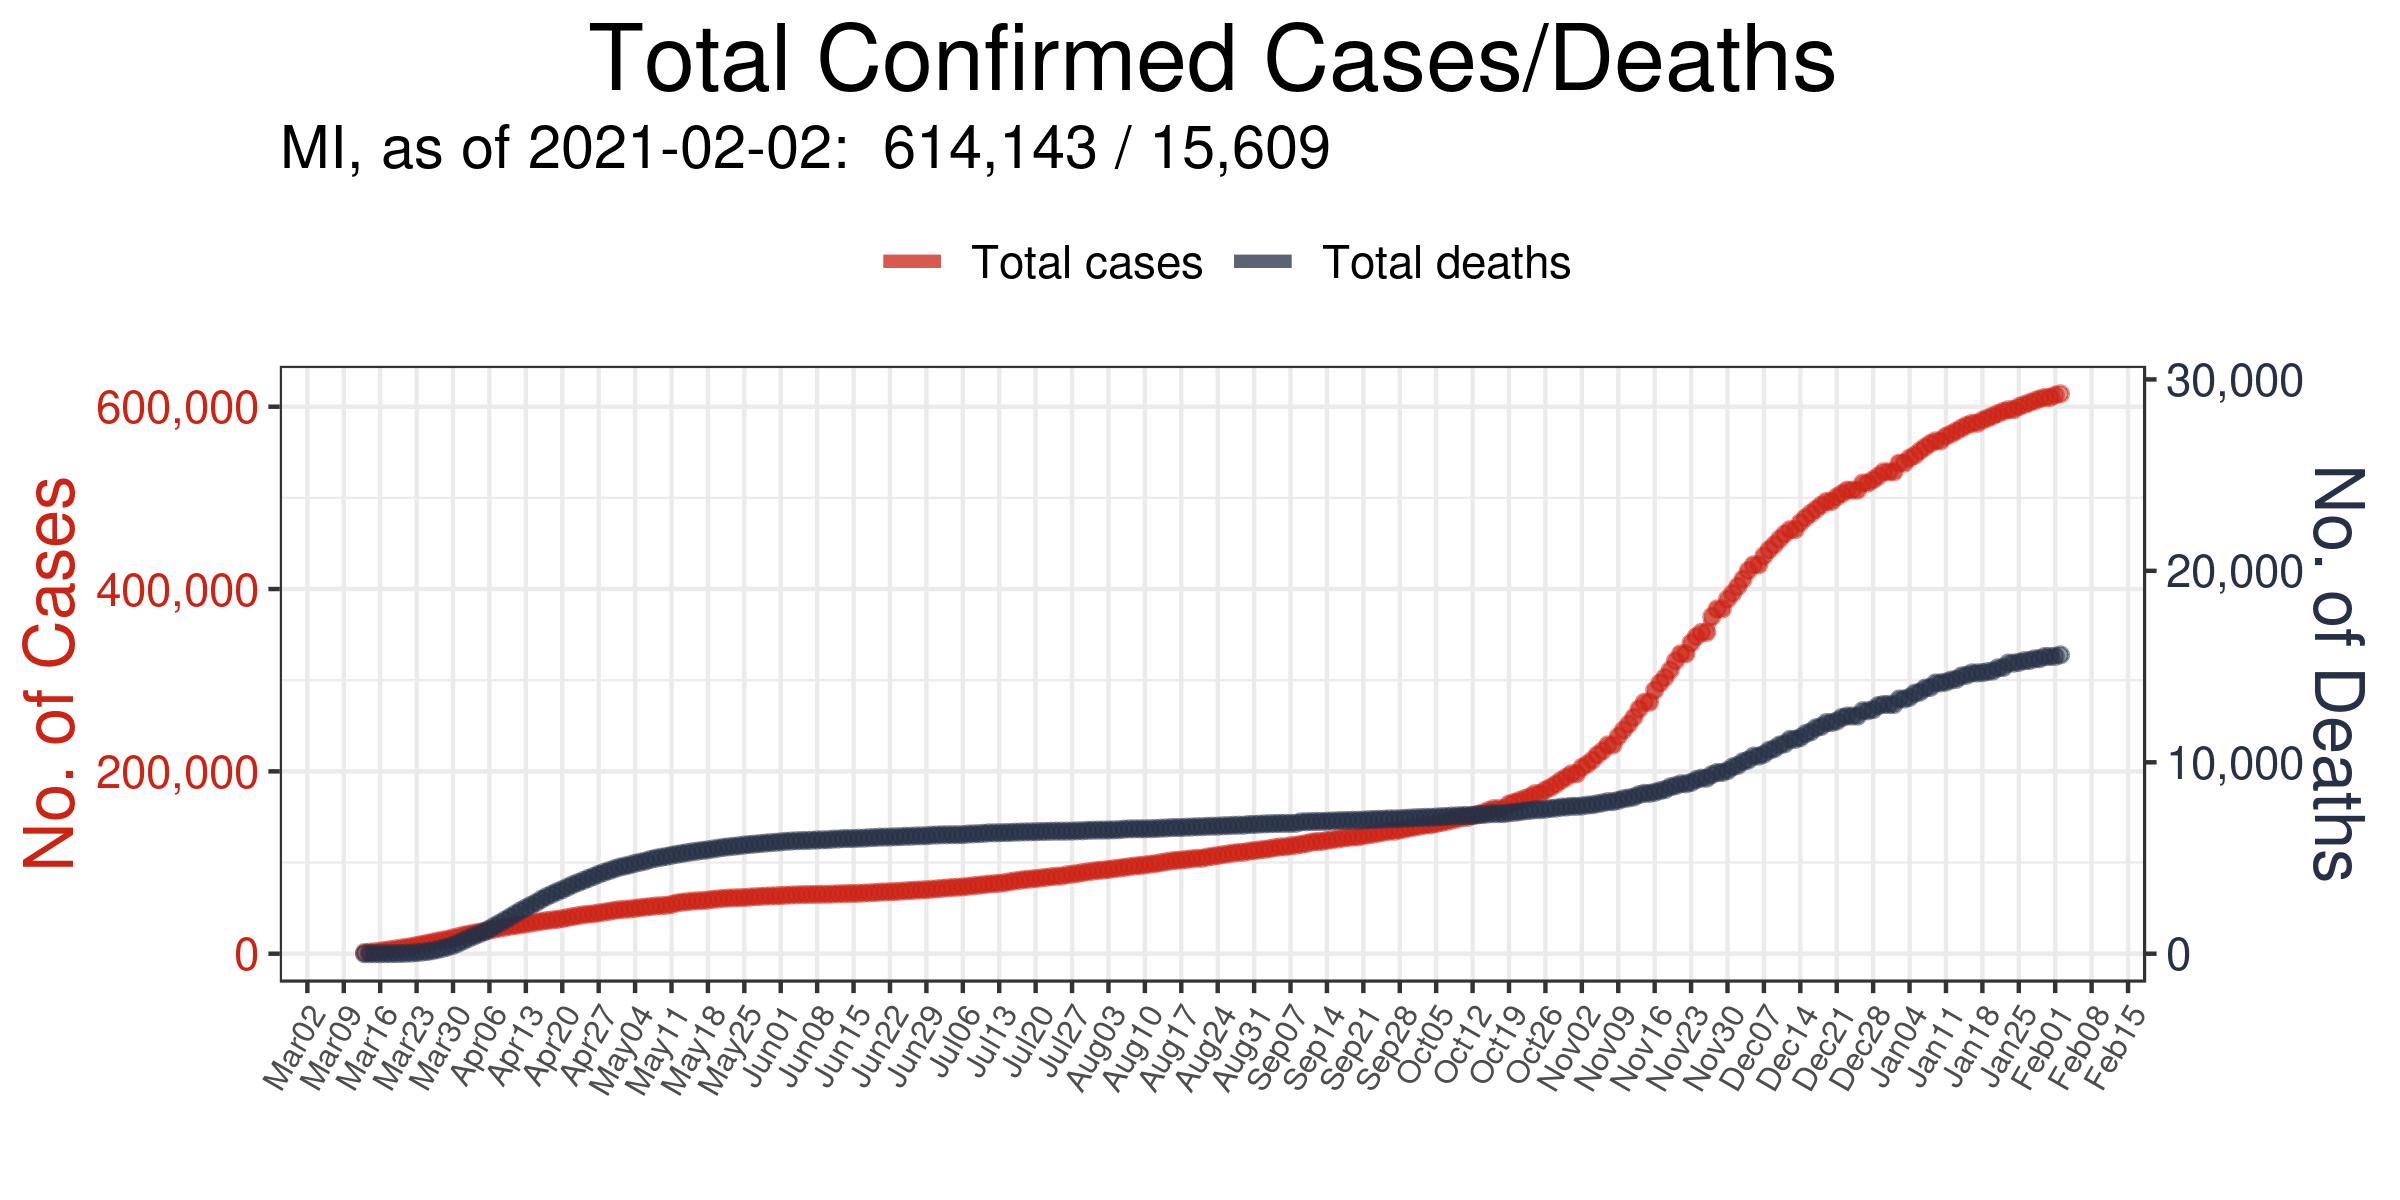 Total Confirmed Cases/Deaths
MI, as of 2021-02-02:  614,143 / 15,609
Total cases
Total deaths
No. of Cases
600,000
400,000
200,000
0
30,000
20,000
10,000
0
No. of Deaths
Mar02
Mar09
Mar16
Mar23
Mar30
Apr06
Apr13
Apr20
Apr27
May04
May11
May18
May25
Jun01
Jun08
Jun15
Jun22
Jun29
Jul06
Jul13
Jul20
Jul27
Aug03
Aug10
Aug17
Aug24
Aug31
Sep07
Sep14
Sep21
Sep28
Oct05
Oct12
Oct19
Oct26
Nov02
Nov09
Nov16
Nov23
Nov30
Dec07
Dec14
Dec21
Dec28
Jan04
Jan11
Jan18
Jan25
Feb01
Feb08
Feb15